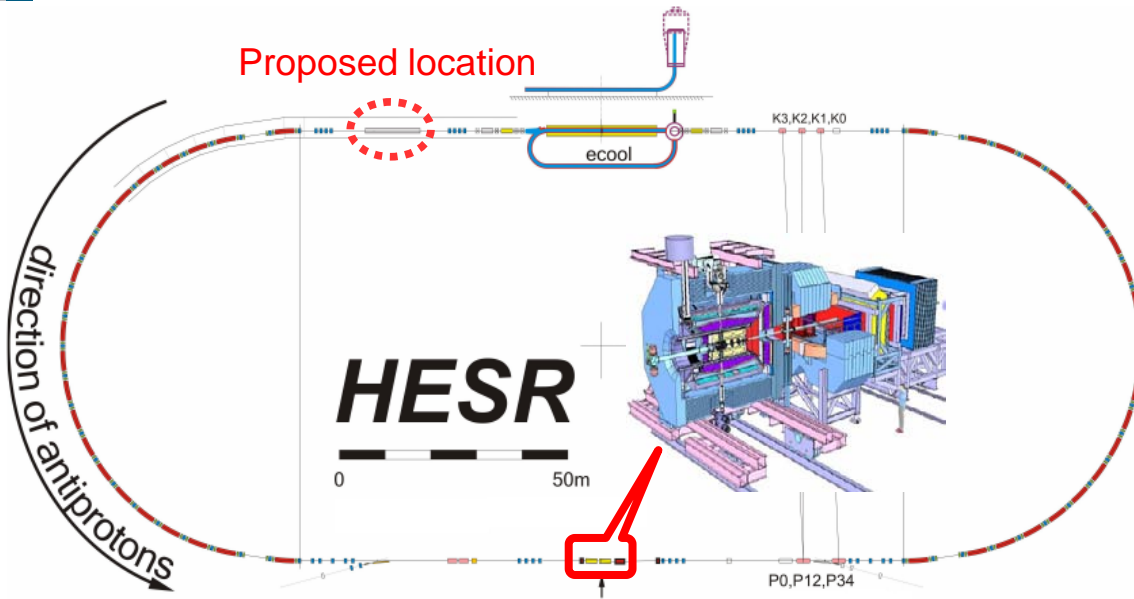 Proposed location
K3,K2,K1,K0
ecool
direction of antiprotons
HESR
0 50m
P0,P12,P34